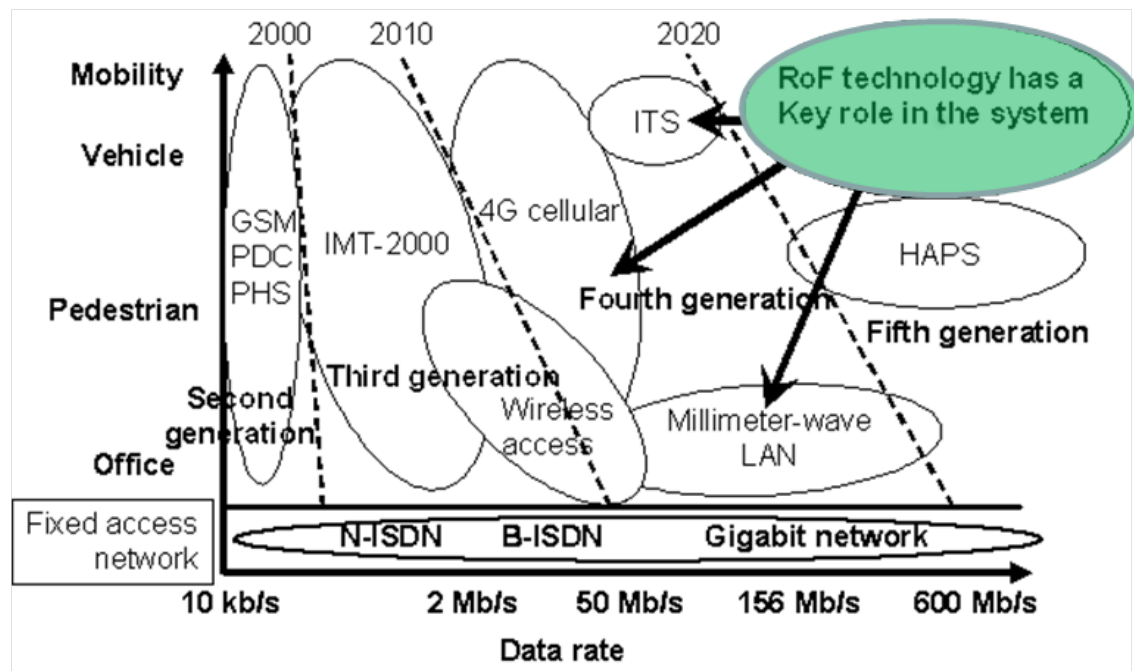 2000
2010
2020
Mobility
RoF technology has a
Key role in the system
ITS
Vehicle
4G cellular
GSM
PDC
PHS
IMT-2000
HAPS
Pedestrian
Fourth generation
Fifth generation
Third generation
Second
generation
Wireless
access
Millimeter-wave
LAN
Office
Fixed access
network
N-ISDN
B-ISDN
Gigabit network
10 kb/s
2 Mb/s
50 Mb/s
156 Mb/s
600 Mb/s
Data rate